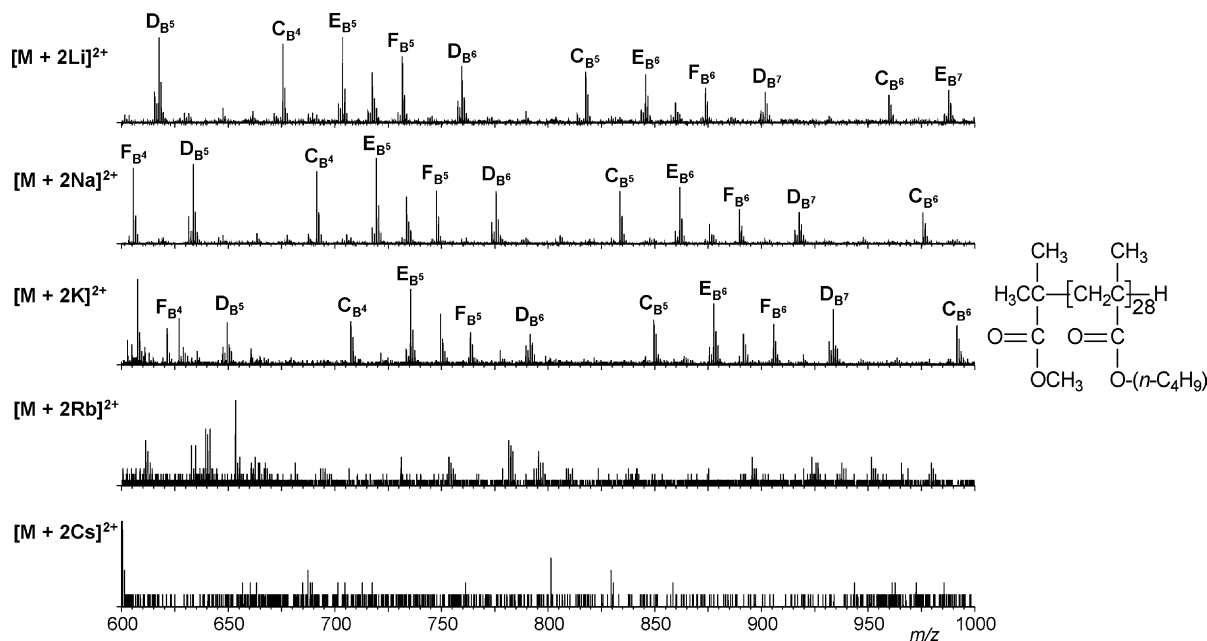 [M + 2Li]2+
DB5 CB4 EB5 FB5 DB6 CB5 EB6 FB6 DB7 CB6 EB7
[M + 2Na]2+
FB4 DB5 CB4 EB5 FB5 DB6 CB5 EB6 FB6 DB7 CB6
[M + 2K]2+
FB4 DB5 CB4 EB5 FB5 DB6 CB5 EB6 FB6 DB7 CB6
[M + 2Rb]2+
[M + 2Cs]2+
600 650 700 750 800 850 900 950 1000
m/z
CH3 CH3
H3C CH2 H
28
O O
OCH3 O-(n-C4H9)